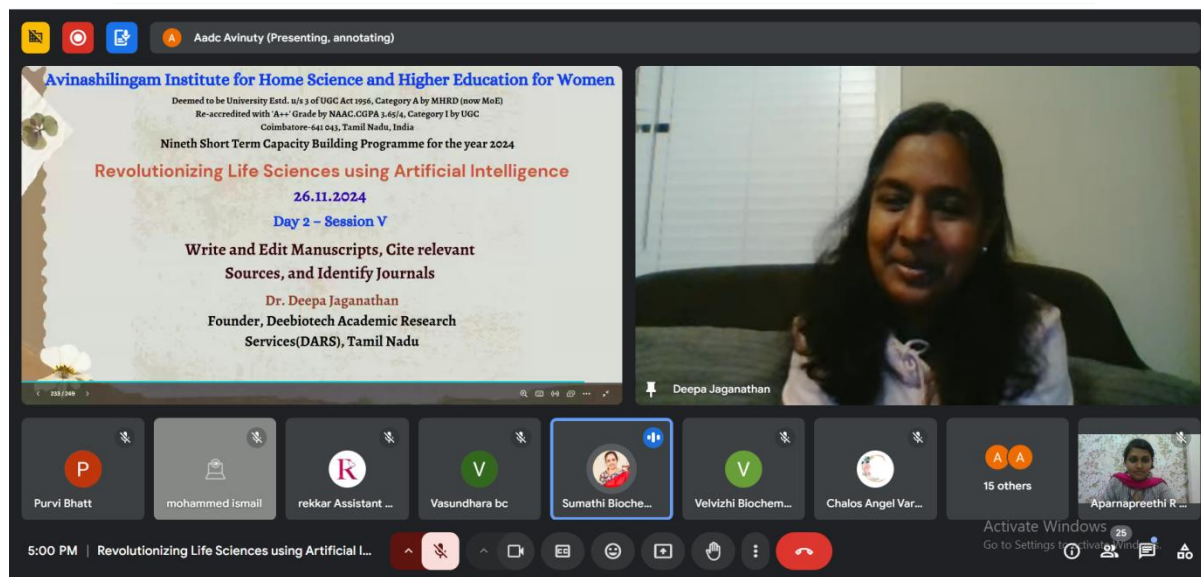 A
Aadc Avinuty (Presenting, annotating)
Avinashilingam Institute for Home Science and Higher Education for Women
Deemed to be University Estd. u/s 3 of UGC Act 1956, Category A by MHRD (now MoE)
Re-accredited with 'A++' Grade by NAAC.CGPA 3.65/4, Category I by UGC
Coimbatore-641 043, Tamil Nadu, India
Nineth Short Term Capacity Building Programme for the year 2024
Revolutionizing Life Sciences using Artificial Intelligence
26.11.2024
Day 2 – Session V
Write and Edit Manuscripts, Cite relevant
Sources, and Identify Journals
Dr. Deepa Jaganathan
Founder, Deebiotech Academic Research
Services(DARS), Tamil Nadu
233/249
Deepa Jaganathan
P
Purvi Bhatt
mohammed ismail
R
rekkar Assistant ...
V
Vasundhara bc
Sumathi Bioche...
V
Velvizhi Biochem...
Chalos Angel Var...
A A
15 others
Aparnapreethi R ...
Activate Windows
Go to Settings to activate Windows.
25
5:00 PM | Revolutionizing Life Sciences using Artificial I...
CC